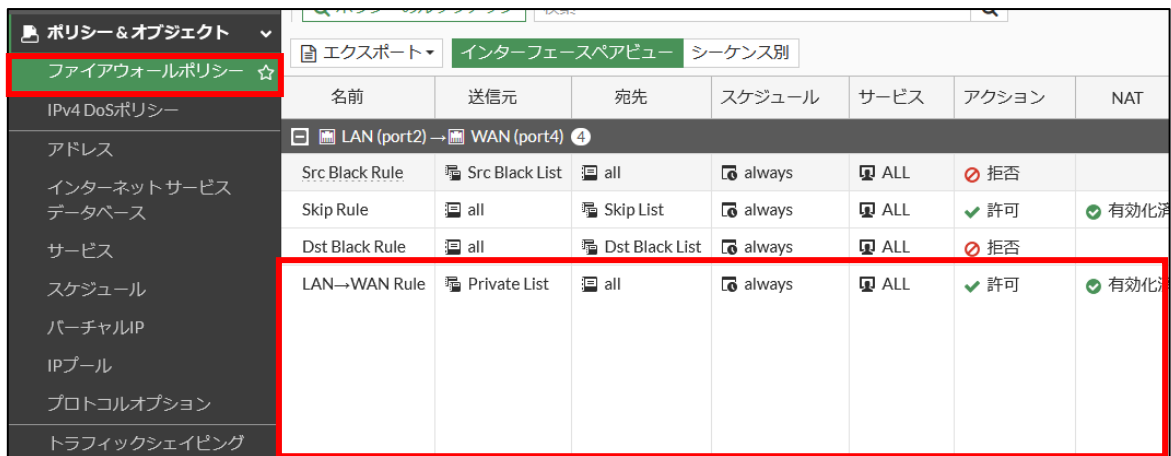 ポリシー&オブジェクト
ファイアウォールポリシー
IPv4 DoSポリシー
アドレス
インターネット サービス
データベース
サービス
スケジュール
バーチャルIP
IPプール
プロトコルオプション
トラフィックシェイピング
エクスポート インターフェースペアビュー シーケンス別
名前 送信元 宛先 スケジュール サービス アクション NAT
LAN (port2) → WAN (port4) 4
Src Black Rule Src Black List all always ALL 拒否
Skip Rule all Skip List always ALL 許可 有効化済
Dst Black Rule all Dst Black List always ALL 拒否
LAN→WAN Rule Private List all always ALL 許可 有効化済